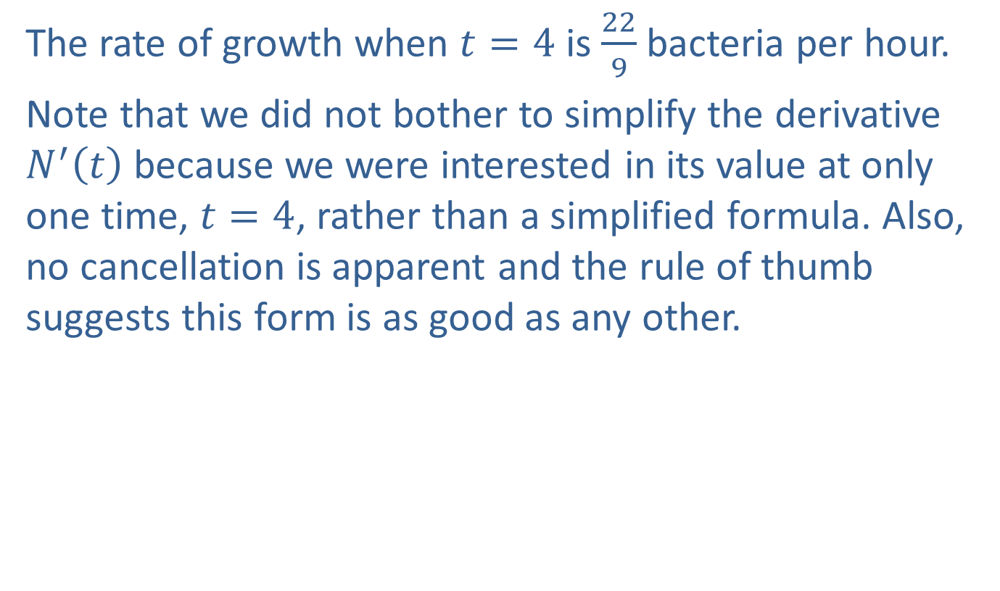 The rate of growth when 𝑡 = 4 is 22/9 bacteria per hour.
Note that we did not bother to simplify the derivative
𝑁′(𝑡) because we were interested in its value at only
one time, 𝑡 = 4, rather than a simplified formula. Also,
no cancellation is apparent and the rule of thumb
suggests this form is as good as any other.